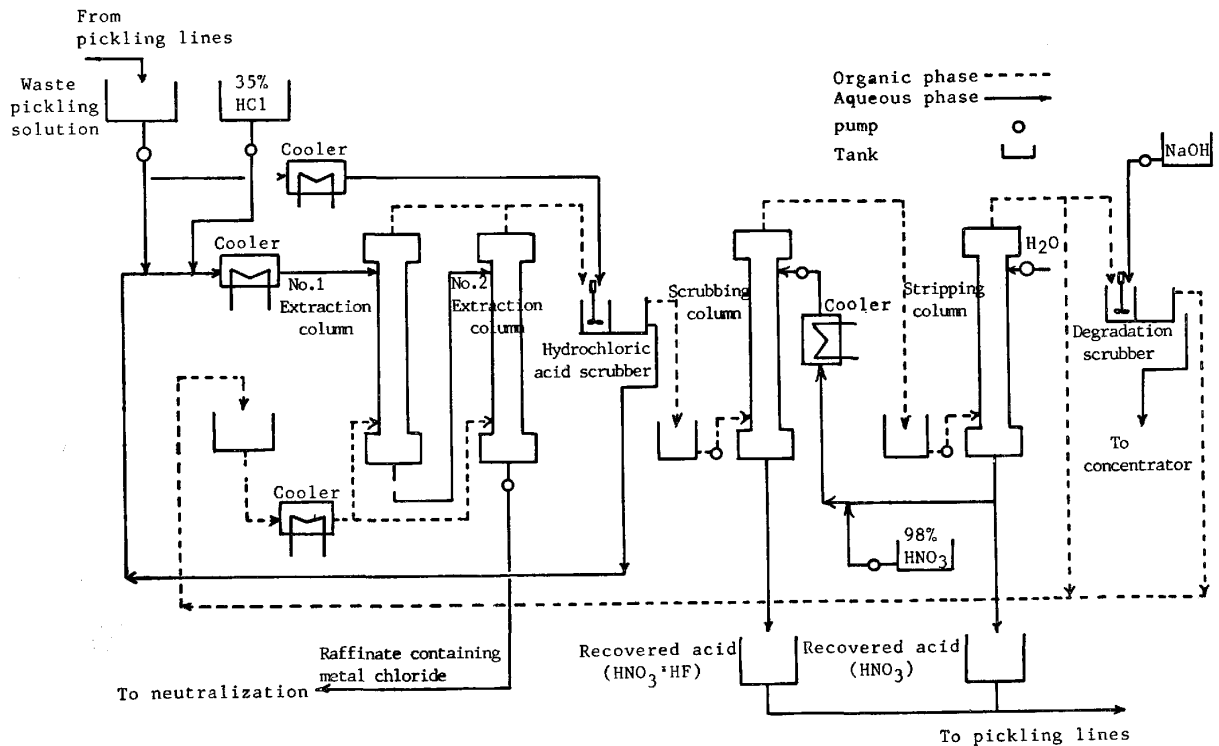 From
pickling lines
Waste
pickling
solution
35%
HCl
Cooler
Organic phase
Aqueous phase
pump
Tank
NaOH
Cooler
No.1
Extraction
column
No.2
Extraction
column
Hydrochloric
acid scrubber
Scrubbing
column
Cooler
Stripping
column
H2O
Degradation
scrubber
To
concentrator
Cooler
98%
HNO3
Raffinate containing
metal chloride
To neutralization
Recovered acid
(HNO3·HF)
Recovered acid
(HNO3)
To pickling lines